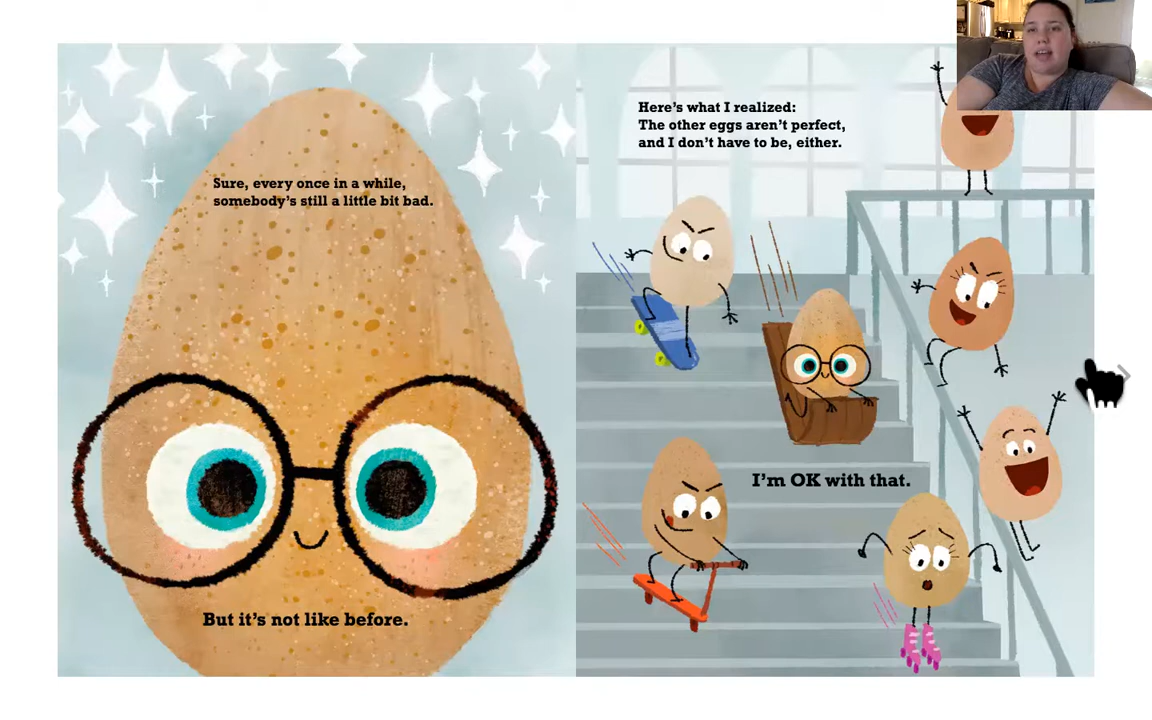 Sure, every once in a while,
somebody's still a little bit bad.
But it's not like before.
Here's what I realized:
The other eggs aren't perfect,
and I don't have to be, either.
I'm OK with that.